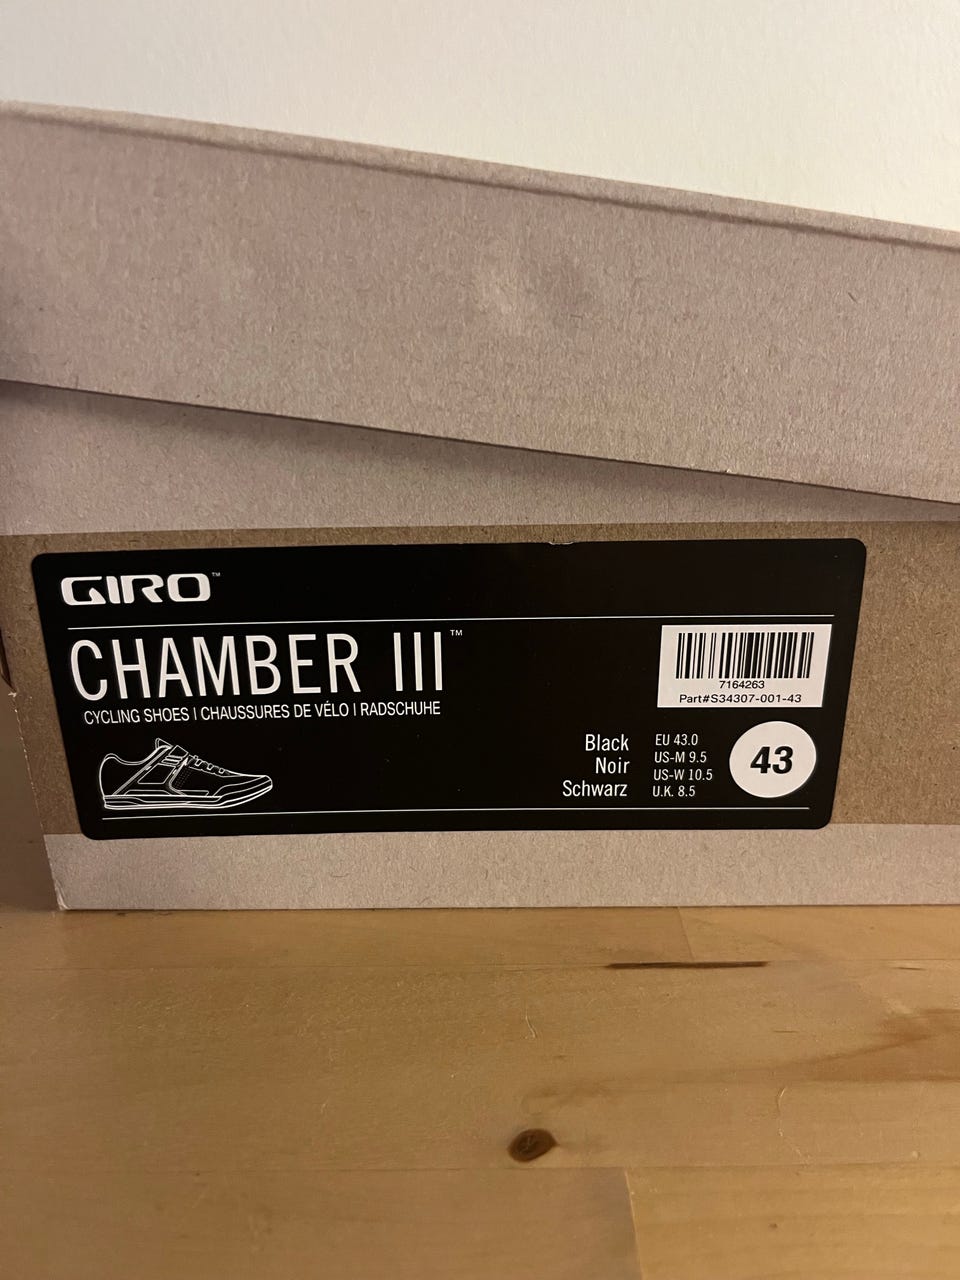 GIRO™
CHAMBER III™
CYCLING SHOES I CHAUSSURES DE VÉLO I RADSCHUHE
7164263
Part#S34307-001-43
Black
Noir
Schwarz
EU 43.0
US-M 9.5
US-W 10.5
U.K. 8.5
43